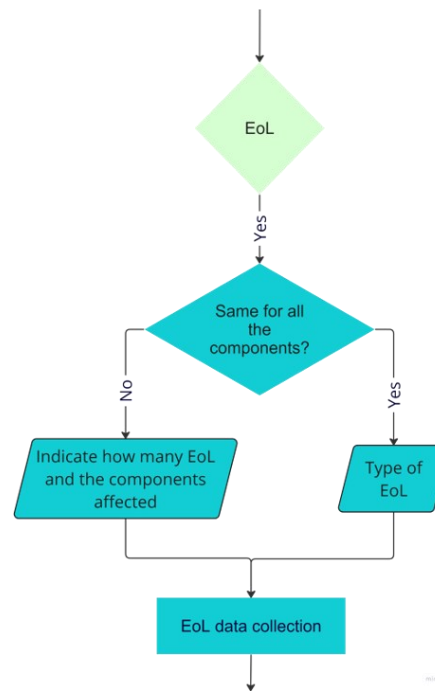 EoL
Yes
Same for all
the
components?
No
Yes
Indicate how many EoL
and the components
affected
Type of
EoL
EoL data collection